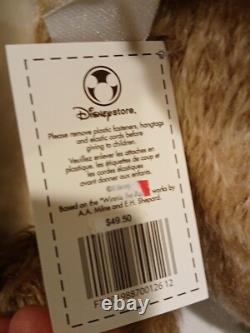 DISNEYSTORE.
Please remove plastic fasteners, hangtags
and elastic cords before
giving to children.
Veuillez enlever les attaches en
plastique, les étiquettes de coup et
les cordes élastiques
avant donner aux enfants.
©Disney
Based on the "Winnie the Pooh" works by
A.A. Milne and E.H. Shepard.
$49.50
12